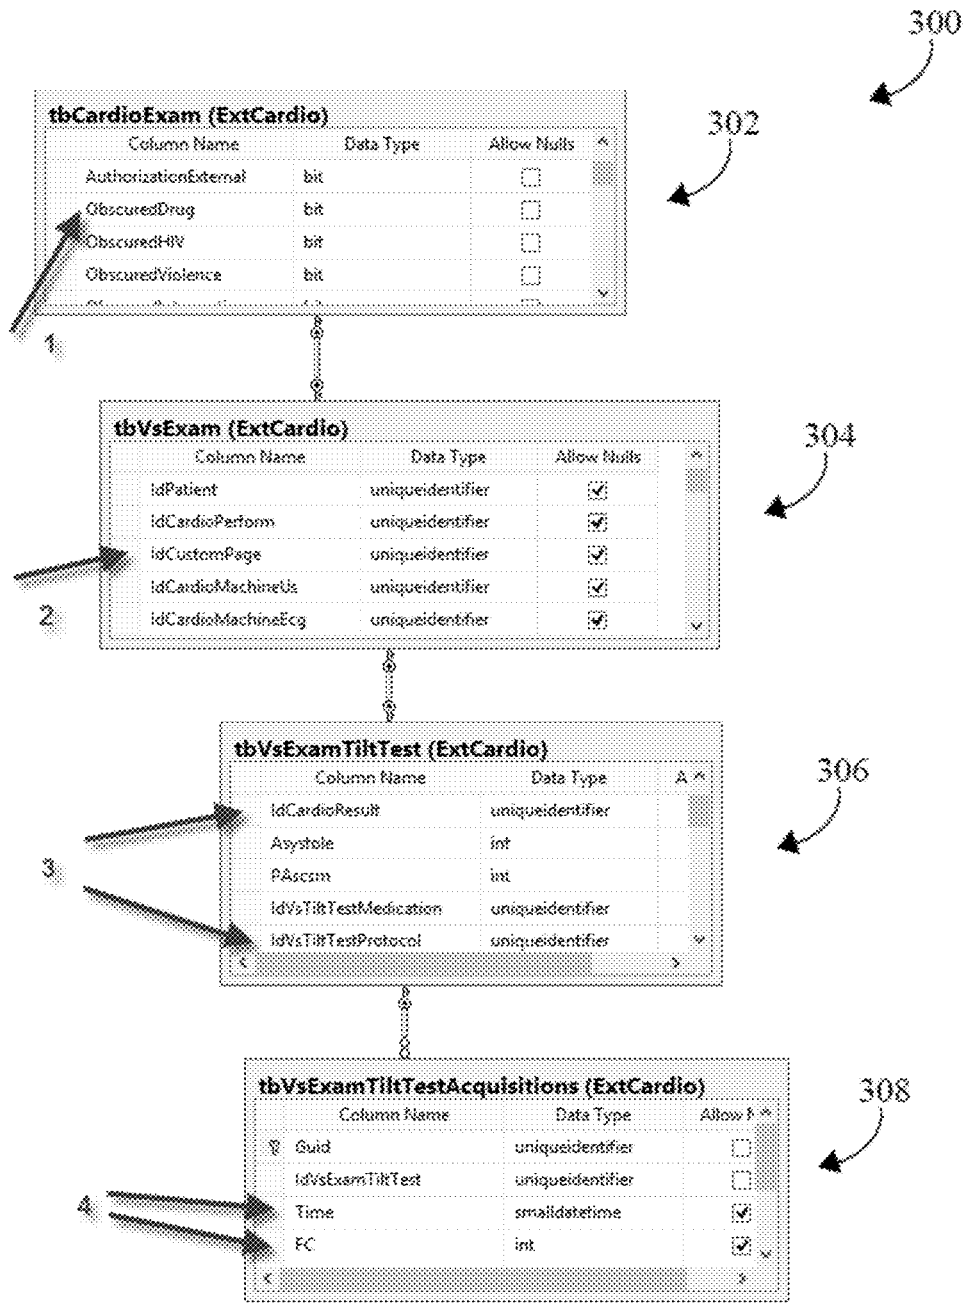 300
tbCardioExam (ExtCardio)
302
Column Name Data Type Allow Nulls
AuthorizationExternal bit
ObscuredDrug bit
ObscuredHIV bit
ObscuredViolence bit
1
tbVsExam (ExtCardio)
304
Column Name Data Type Allow Nulls
IdPatient uniqueidentifier
IdCardioPerform uniqueidentifier
IdCustomPage uniqueidentifier
IdCardioMachineUs uniqueidentifier
2
IdCardioMachineEcg uniqueidentifier
tbVsExamTiltTest (ExtCardio)
306
Column Name Data Type A
IdCardioResult uniqueidentifier
Asystole int
3
PAscsm int
IdVsTiltTestMedication uniqueidentifier
IdVsTiltTestProtocol uniqueidentifier
tbVsExamTiltTestAcquisitions (ExtCardio)
308
Column Name Data Type Allow N
Guid uniqueidentifier
IdVsExamTiltTest uniqueidentifier
4
Time smalldatetime
FC int